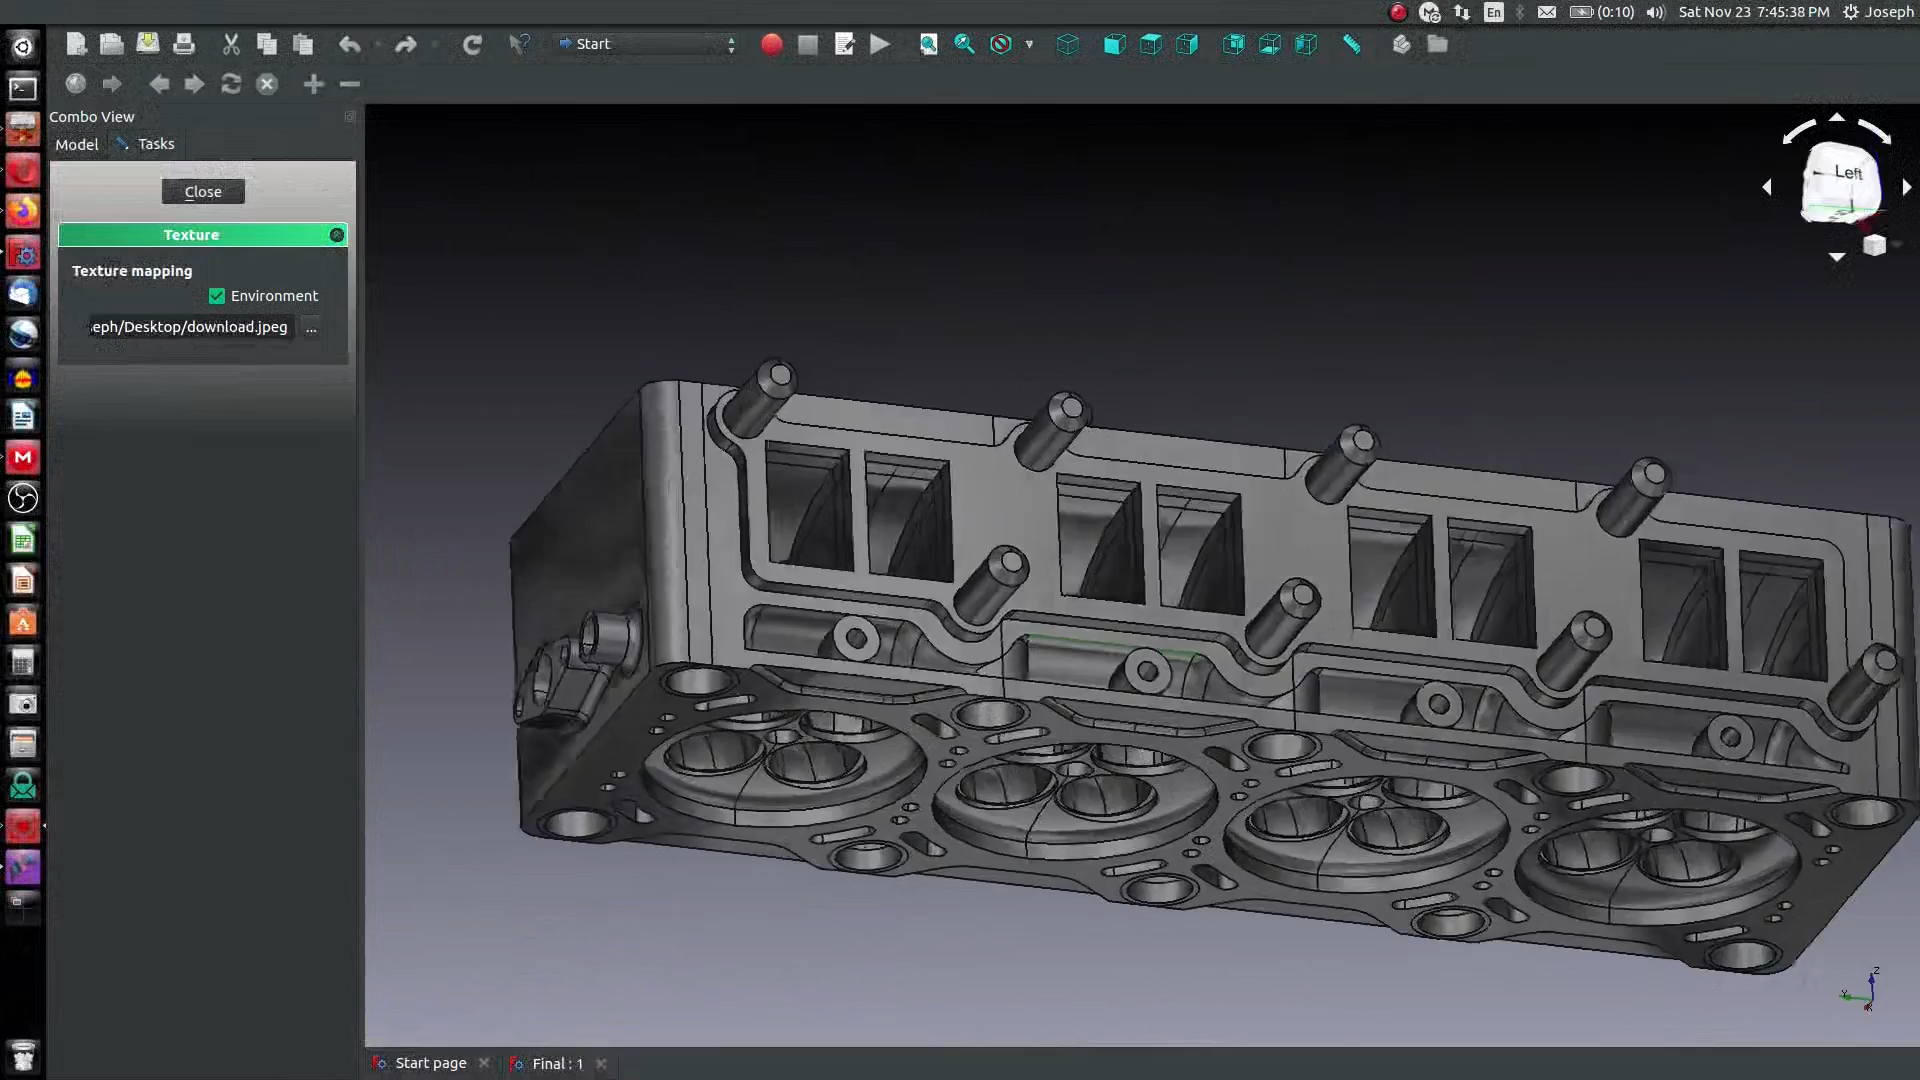 En (0:10) Sat Nov 23 7:45:38 PM Joseph
Start
Combo View
Model Tasks
Close
Texture
Texture mapping
Environment
eph/Desktop/download.jpeg ...
Left
Z
Y
X
Start page Final : 1